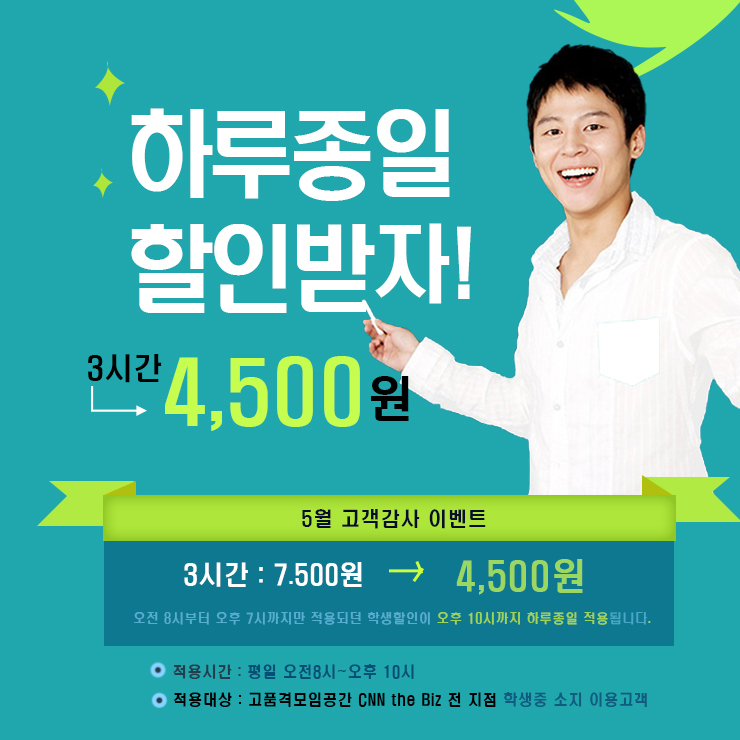 하루종일
할인받자!
3시간
4,500원
5월 고객감사 이벤트
3시간 : 7.500원 → 4,500원
오전 8시부터 오후 7시까지만 적용되던 학생할인이 오후 10시까지 하루종일 적용됩니다.
적용시간 : 평일 오전8시~오후 10시
적용대상 : 고품격모임공간 CNN the Biz 전 지점 학생중 소지 이용고객